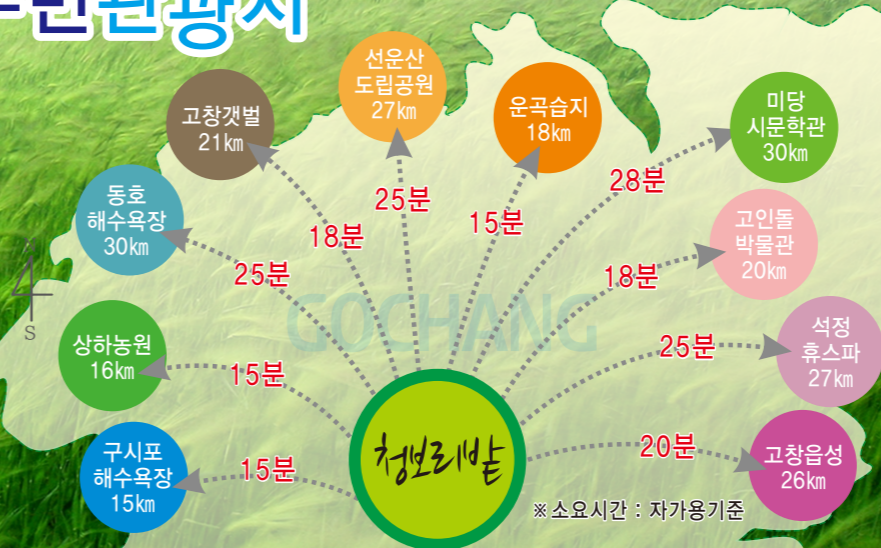 관광지
선운산
도립공원
27km
고창갯벌
21km
운곡습지
18km
미당
시문학관
30km
동호
해수욕장
30km
고인돌
박물관
20km
상하농원
16km
석정
휴스파
27km
구시포
해수욕장
15km
고창읍성
26km
25분
18분
15분
28분
25분
18분
15분
25분
15분
20분
GOCHANG
S
청보리밭
※소요시간 : 자가용기준